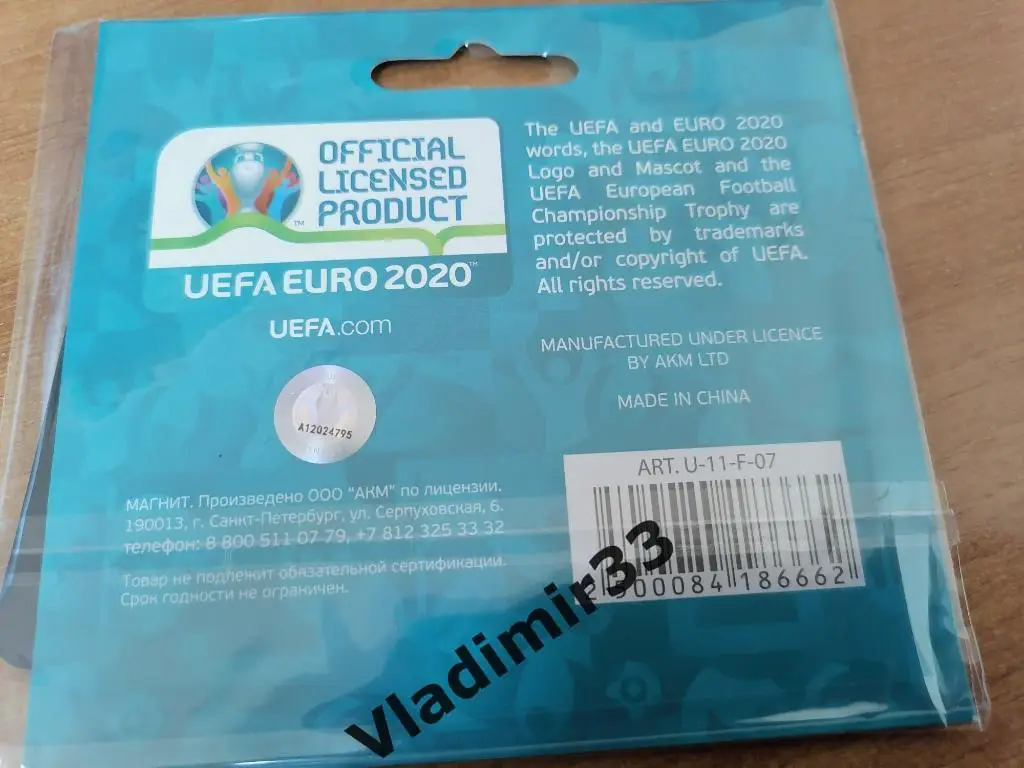 OFFICIAL
LICENSED
PRODUCT
TM
UEFA EURO 2020™
UEFA.com
A12024795
The UEFA and EURO 2020
words, the UEFA EURO 2020
Logo and Mascot and the
UEFA European Football
Championship Trophy are
protected by trademarks
and/or copyright of UEFA.
All rights reserved.
MANUFACTURED UNDER LICENCE
BY AKM LTD
MADE IN CHINA
МАГНИТ. Произведено ООО "АКМ" по лицензии.
190013, г. Санкт-Петербург, ул. Серпуховская, 6.
телефон: 8 800 511 07 79, +7 812 325 33 32
Товар не подлежит обязательной сертификации.
Срок годности не ограничен.
ART. U-11-F-07
000084 186662
Vladimir33